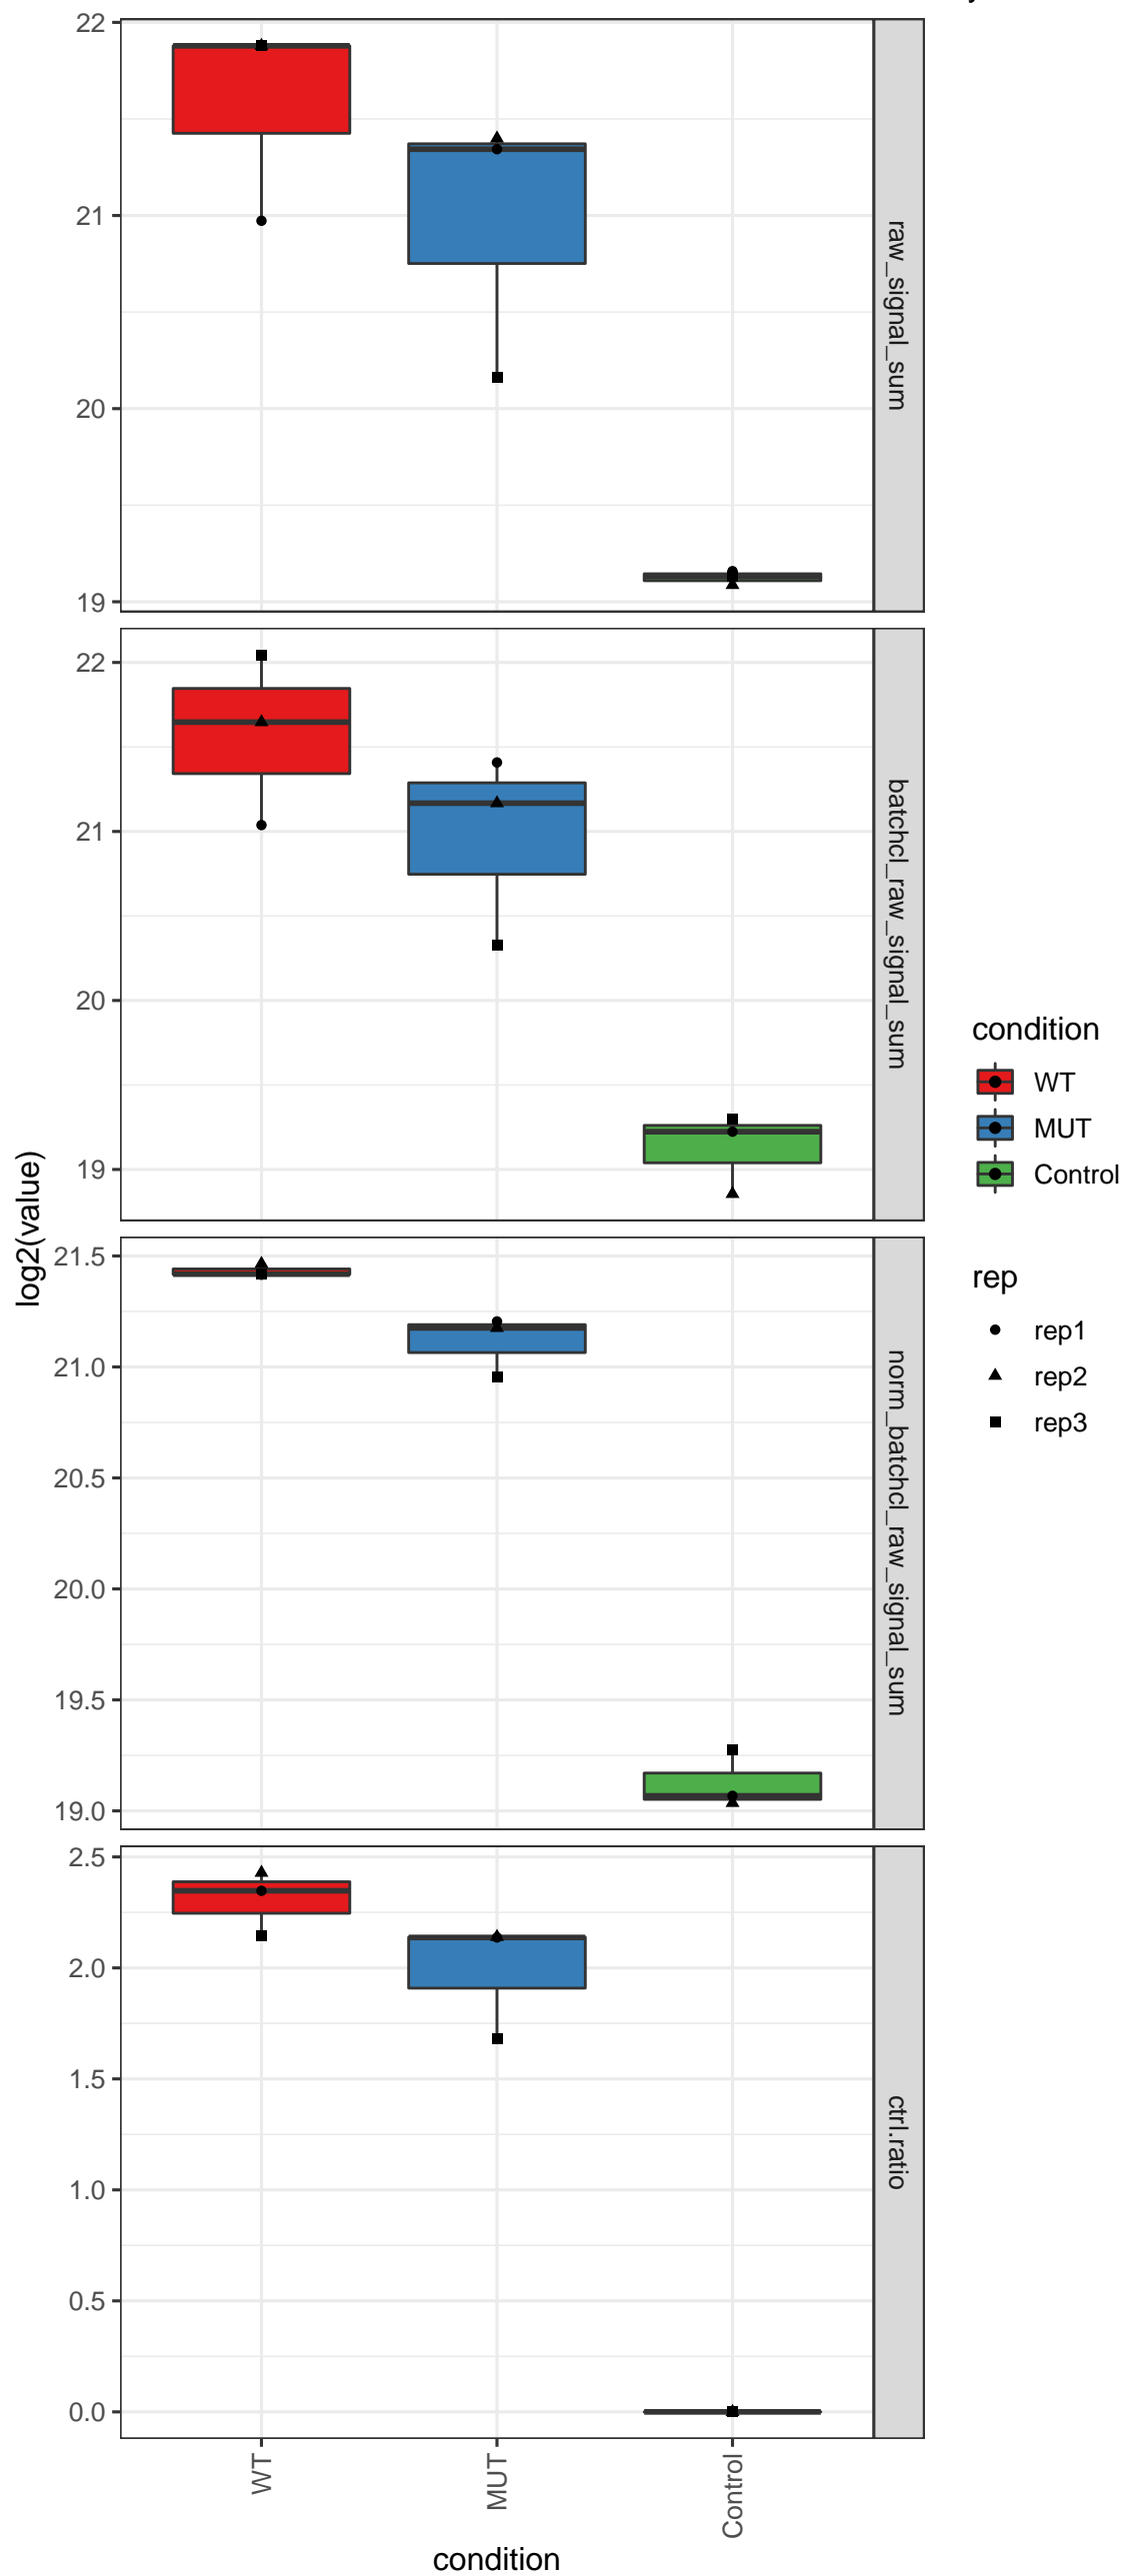 22
21
20
19
raw_signal_sum
22
21
20
19
batchcl_raw_signal_sum
21.5
21.0
20.5
20.0
19.5
19.0
norm_batchcl_raw_signal_sum
2.5
2.0
1.5
1.0
0.5
0.0
ctrl.ratio
log2(value)
WT
MUT
Control
condition
condition
WT
MUT
Control
rep
rep1
rep2
rep3